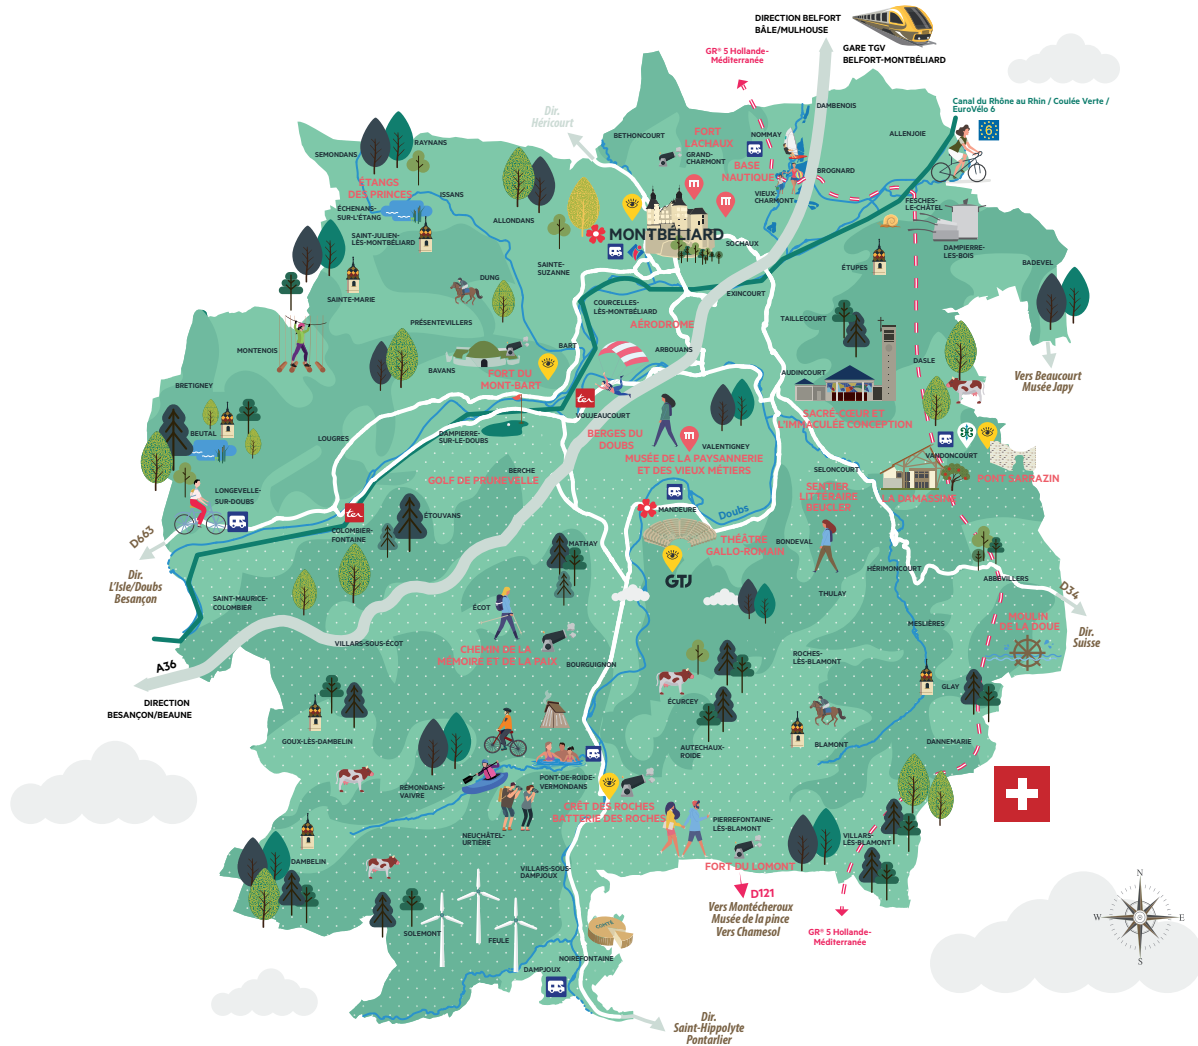 DIRECTION BELFORT
BÂLE/MULHOUSE
GARE TGV
BELFORT-MONTBÉLIARD
GR® 5 Hollande-
Méditerranée
Canal du Rhône au Rhin / Coulée Verte /
EuroVélo 6
6
Dir.
Héricourt
DAMBENOIS
ALLENJOIE
BETHONCOURT
FORT
LACHAUX
NOMMAY
GRAND-
CHARMONT
BASE
NAUTIQUE
BROGNARD
VIEUX-
CHARMONT
FESCHES-
LE-CHÂTEL
SEMONDANS
RAYNANS
ÉTANGS
DES PRINCES
ISSANS
ÉCHENANS-
SUR-L'ÉTANG
SAINT-JULIEN-
LÈS-MONTBÉLIARD
ALLONDANS
MONTBÉLIARD
SOCHAUX
DAMPIERRE-
LES-BOIS
BADEVEL
ÉTUPES
SAINTE-
SUZANNE
DUNG
SAINTE-MARIE
EXINCOURT
COURCELLES-
LÈS-MONTBÉLIARD
PRÉSENTEVILLERS
AÉRODROME
TAILLECOURT
MONTENOIS
BART
ARBOUANS
BAVANS
FORT DU
MONT-BART
DASLE
AUDINCOURT
Vers Beaucourt
Musée Japy
BRETIGNEY
ter
VOUJEAUCOURT
SACRÉ-CŒUR ET
L'IMMACULÉE CONCEPTION
BEUTAL
LOUGRES
DAMPIERRE-
SUR-LE-DOUBS
BERGES DU
DOUBS
VALENTIGNEY
MUSÉE DE LA PAYSANNERIE
ET DES VIEUX MÉTIERS
VANDONCOURT
BERCHE
GOLF DE PRUNEVELLE
SELONCOURT
PONT SARRAZIN
LA DAMASSINE
SENTIER
LITTÉRAIRE
BEUCLER
LONGEVELLE-
SUR-DOUBS
MANDEURE
Doubs
ter
ÉTOUVANS
COLOMBIER-
FONTAINE
D663
MATHAY
THÉÂTRE
GALLO-ROMAIN
BONDEVAL
GTJ
HÉRIMONCOURT
ABBÉVILLERS
Dir.
L'Isle/Doubs
Besançon
D34
SAINT-MAURICE-
COLOMBIER
ÉCOT
THULAY
MESLIÈRES
MOULIN
DE LA DOUE
Dir.
Suisse
VILLARS-SOUS-ÉCOT
CHEMIN DE LA
MÉMOIRE ET DE LA PAIX
BOURGUIGNON
ROCHES-
LÈS-BLAMONT
A36
GLAY
DIRECTION
BESANÇON/BEAUNE
ÉCURCEY
GOUX-LÈS-DAMBELIN
AUTECHAUX-
ROIDE
BLAMONT
DANNEMARIE
RÉMONDANS-
VAIVRE
PONT-DE-ROIDE-
VERMONDANS
CRÊT DES ROCHES
BATTERIE DES ROCHES
PIERREFONTAINE-
LÈS-BLAMONT
NEUCHÂTEL-
URTIÈRE
VILLARS-
LÈS-BLAMONT
DAMBELIN
VILLARS-SOUS-
DAMPJOUX
FORT DU LOMONT
D121
Vers Montécheroux
Musée de la pince
Vers Chamesol
GR® 5 Hollande-
Méditerranée
SOLEMONT
FEULE
COMTÉ
NOIREFONTAINE
DAMPJOUX
Dir.
Saint-Hippolyte
Pontarlier
N
W
E
S